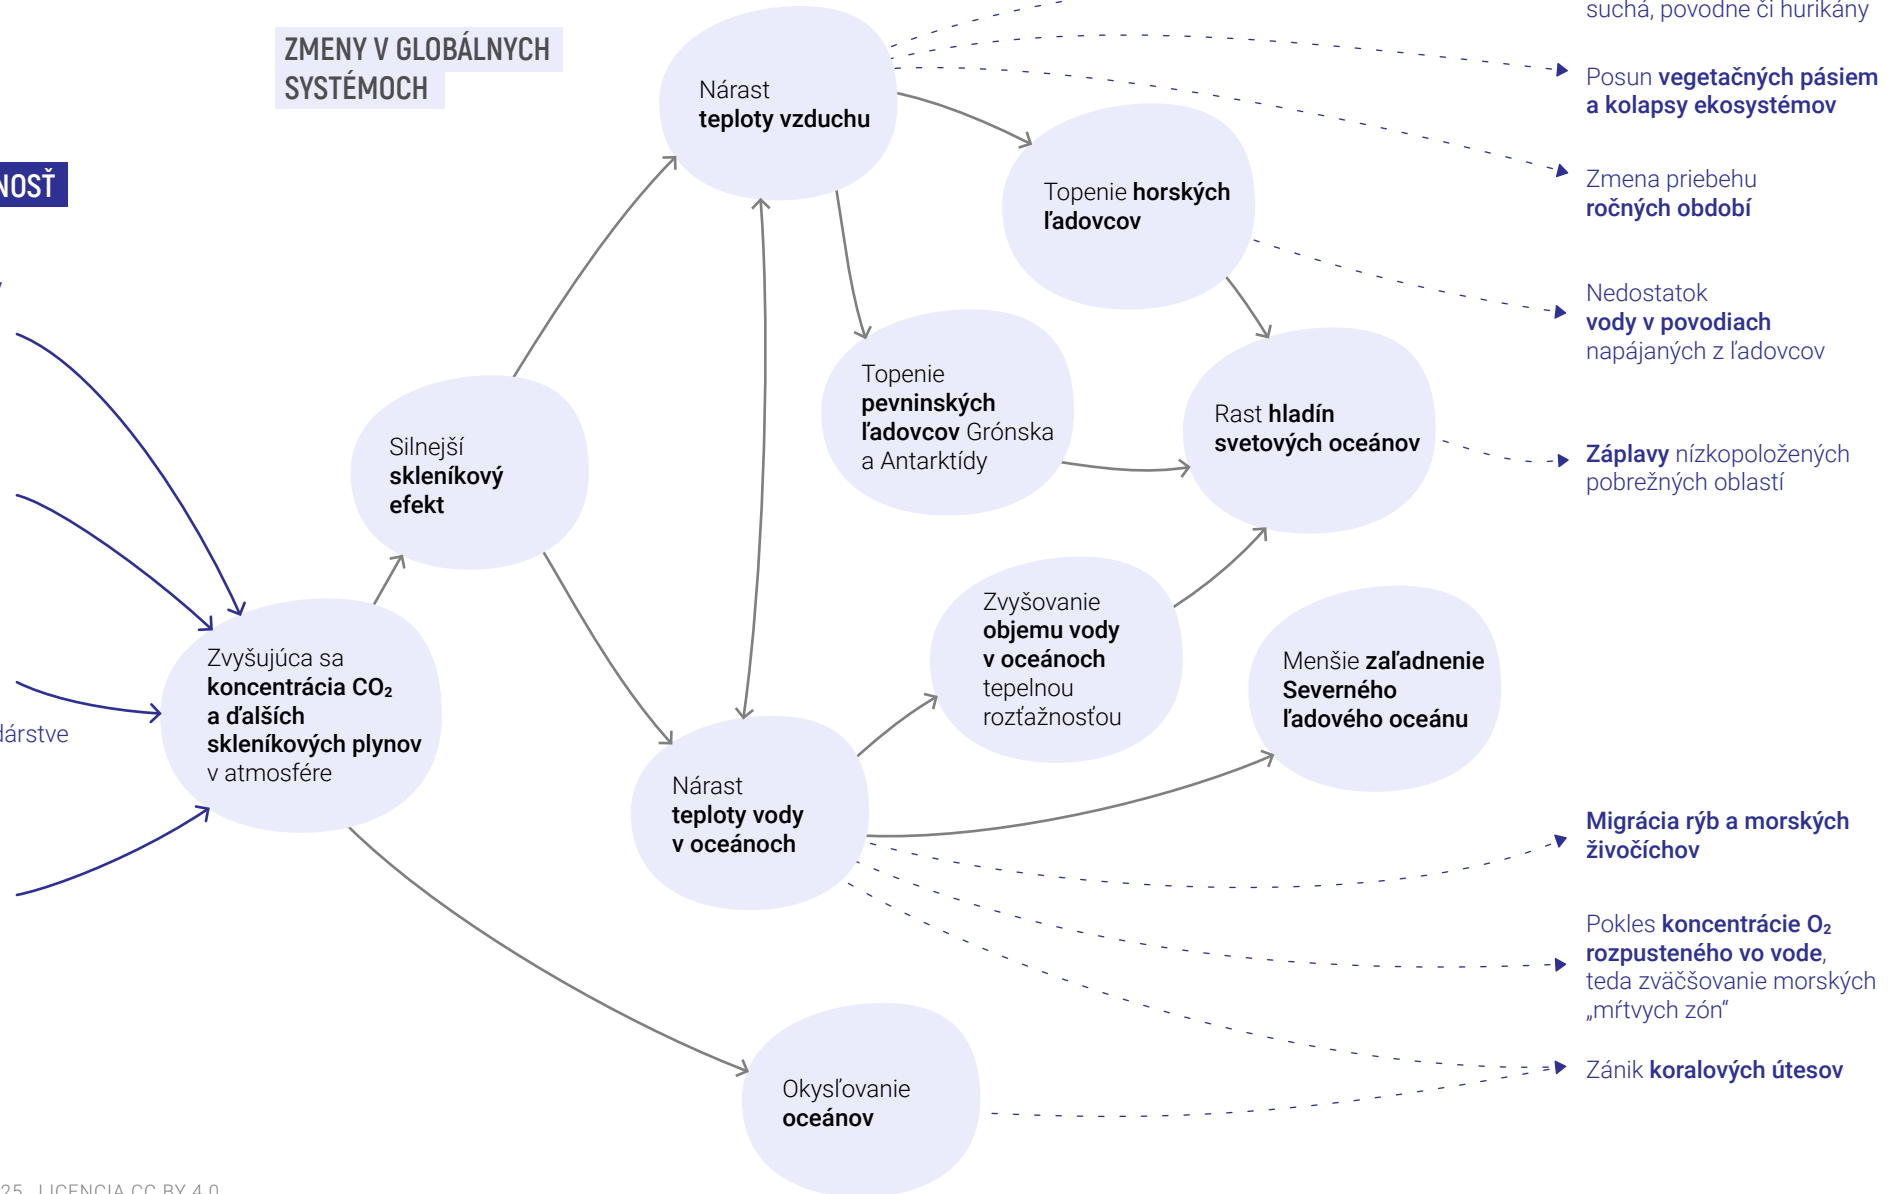 suchá, povodne či hurikány
ZMENY V GLOBÁLNYCH
SYSTÉMOCH
Nárast
teploty vzduchu
Posun vegetačných pásiem
a kolapsy ekosystémov
NOSŤ
Topenie horských
ľadovcov
Zmena priebehu
ročných období
Nedostatok
vody v povodiach
napájaných z ľadovcov
Topenie
pevninských
ľadovcov Grónska
a Antarktídy
Rast hladín
svetových oceánov
Silnejší
skleníkový
efekt
Záplavy nízkopoložených
pobrežných oblastí
Zvyšovanie
objemu vody
v oceánoch
tepelnou
rozťažnosťou
Menšie zaľadnenie
Severného
ľadového oceánu
Zvyšujúca sa
koncentrácia CO₂
a ďalších
skleníkových plynov
v atmosfére
dárstve
Nárast
teploty vody
v oceánoch
Migrácia rýb a morských
živočíchov
Pokles koncentrácie O₂
rozpusteného vo vode,
teda zväčšovanie morských
„mŕtvych zón“
Zánik koralových útesov
Okysľovanie
oceánov
25 LICENCIA CC BY 4.0